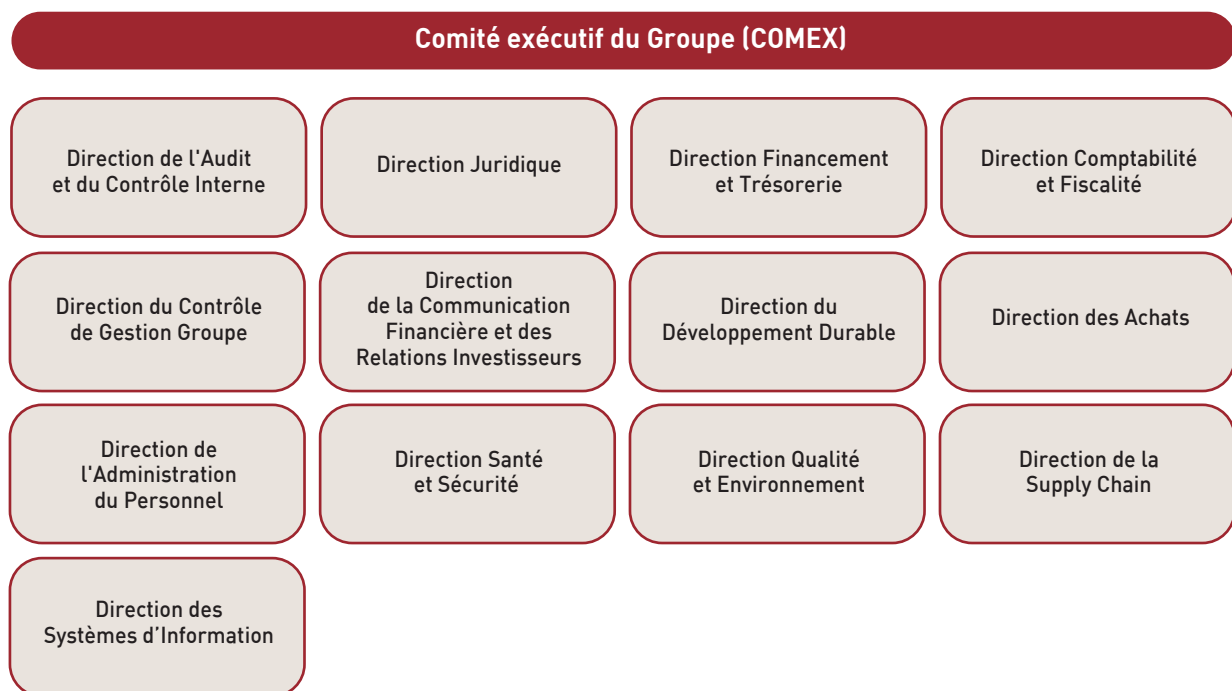 Comité exécutif du Groupe (COMEX)
Direction de l'Audit
et du Contrôle Interne
Direction Juridique
Direction Financement
et Trésorerie
Direction Comptabilité
et Fiscalité
Direction du Contrôle
de Gestion Groupe
Direction
de la Communication
Financière et des
Relations Investisseurs
Direction du
Développement Durable
Direction des Achats
Direction de
l'Administration
du Personnel
Direction Santé
et Sécurité
Direction Qualité
et Environnement
Direction de la
Supply Chain
Direction des
Systèmes d’Information